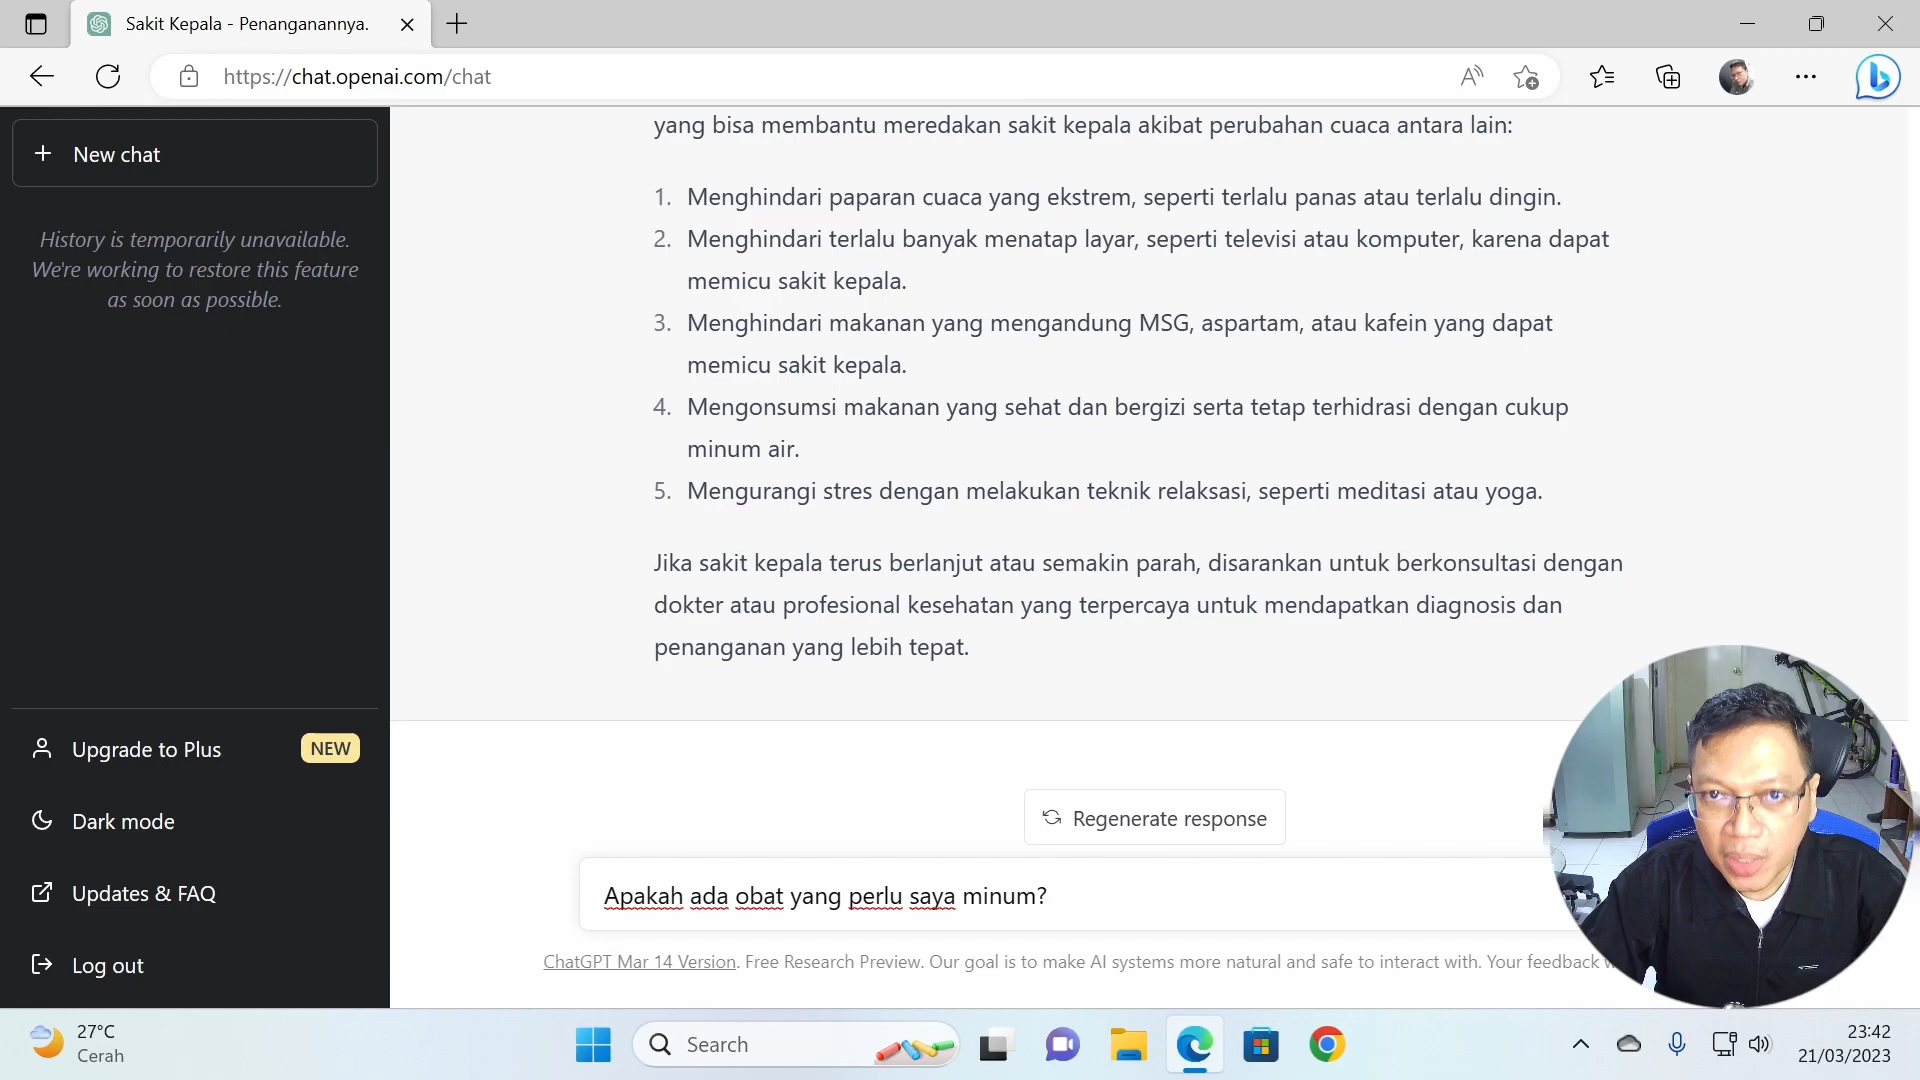 Sakit Kepala - Penanganannya.
https://chat.openai.com/chat
New chat
History is temporarily unavailable.
We're working to restore this feature
as soon as possible.
yang bisa membantu meredakan sakit kepala akibat perubahan cuaca antara lain:
1. Menghindari paparan cuaca yang ekstrem, seperti terlalu panas atau terlalu dingin.
2. Menghindari terlalu banyak menatap layar, seperti televisi atau komputer, karena dapat
memicu sakit kepala.
3. Menghindari makanan yang mengandung MSG, aspartam, atau kafein yang dapat
memicu sakit kepala.
4. Mengonsumsi makanan yang sehat dan bergizi serta tetap terhidrasi dengan cukup
minum air.
5. Mengurangi stres dengan melakukan teknik relaksasi, seperti meditasi atau yoga.
Jika sakit kepala terus berlanjut atau semakin parah, disarankan untuk berkonsultasi dengan
dokter atau profesional kesehatan yang terpercaya untuk mendapatkan diagnosis dan
penanganan yang lebih tepat.
Upgrade to Plus NEW
Dark mode
Updates & FAQ
Log out
Regenerate response
Apakah ada obat yang perlu saya minum?
ChatGPT Mar 14 Version. Free Research Preview. Our goal is to make AI systems more natural and safe to interact with. Your feedback
27°C
Cerah
Search
23:42
21/03/2023